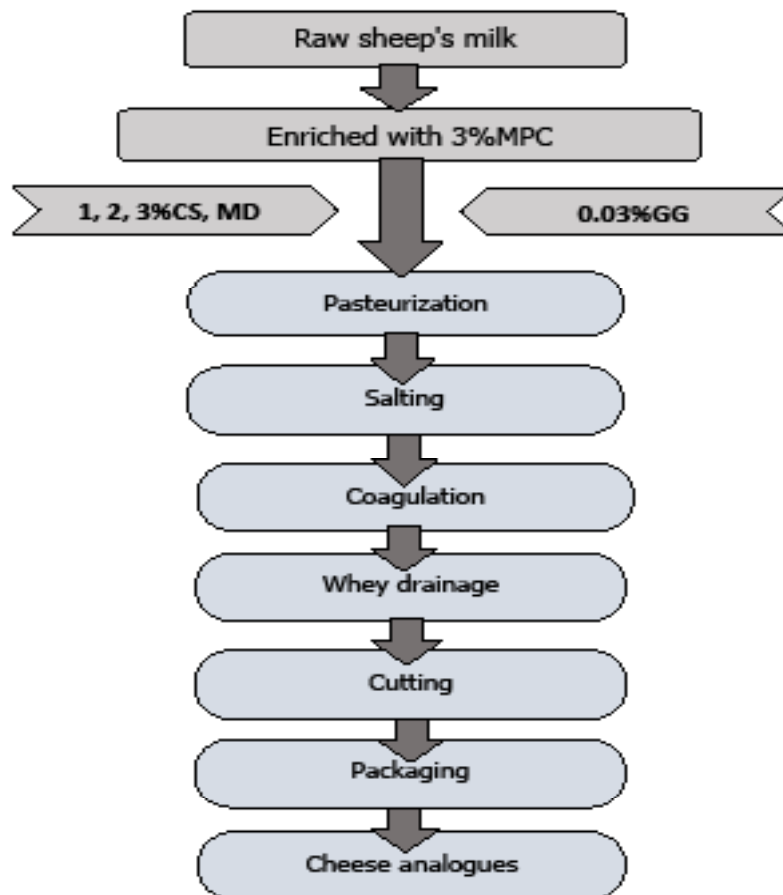 Raw sheep's milk
Enriched with 3%MPC
1, 2, 3%CS, MD
0.03%GG
Pasteurization
Salting
Coagulation
Whey drainage
Cutting
Packaging
Cheese analogues